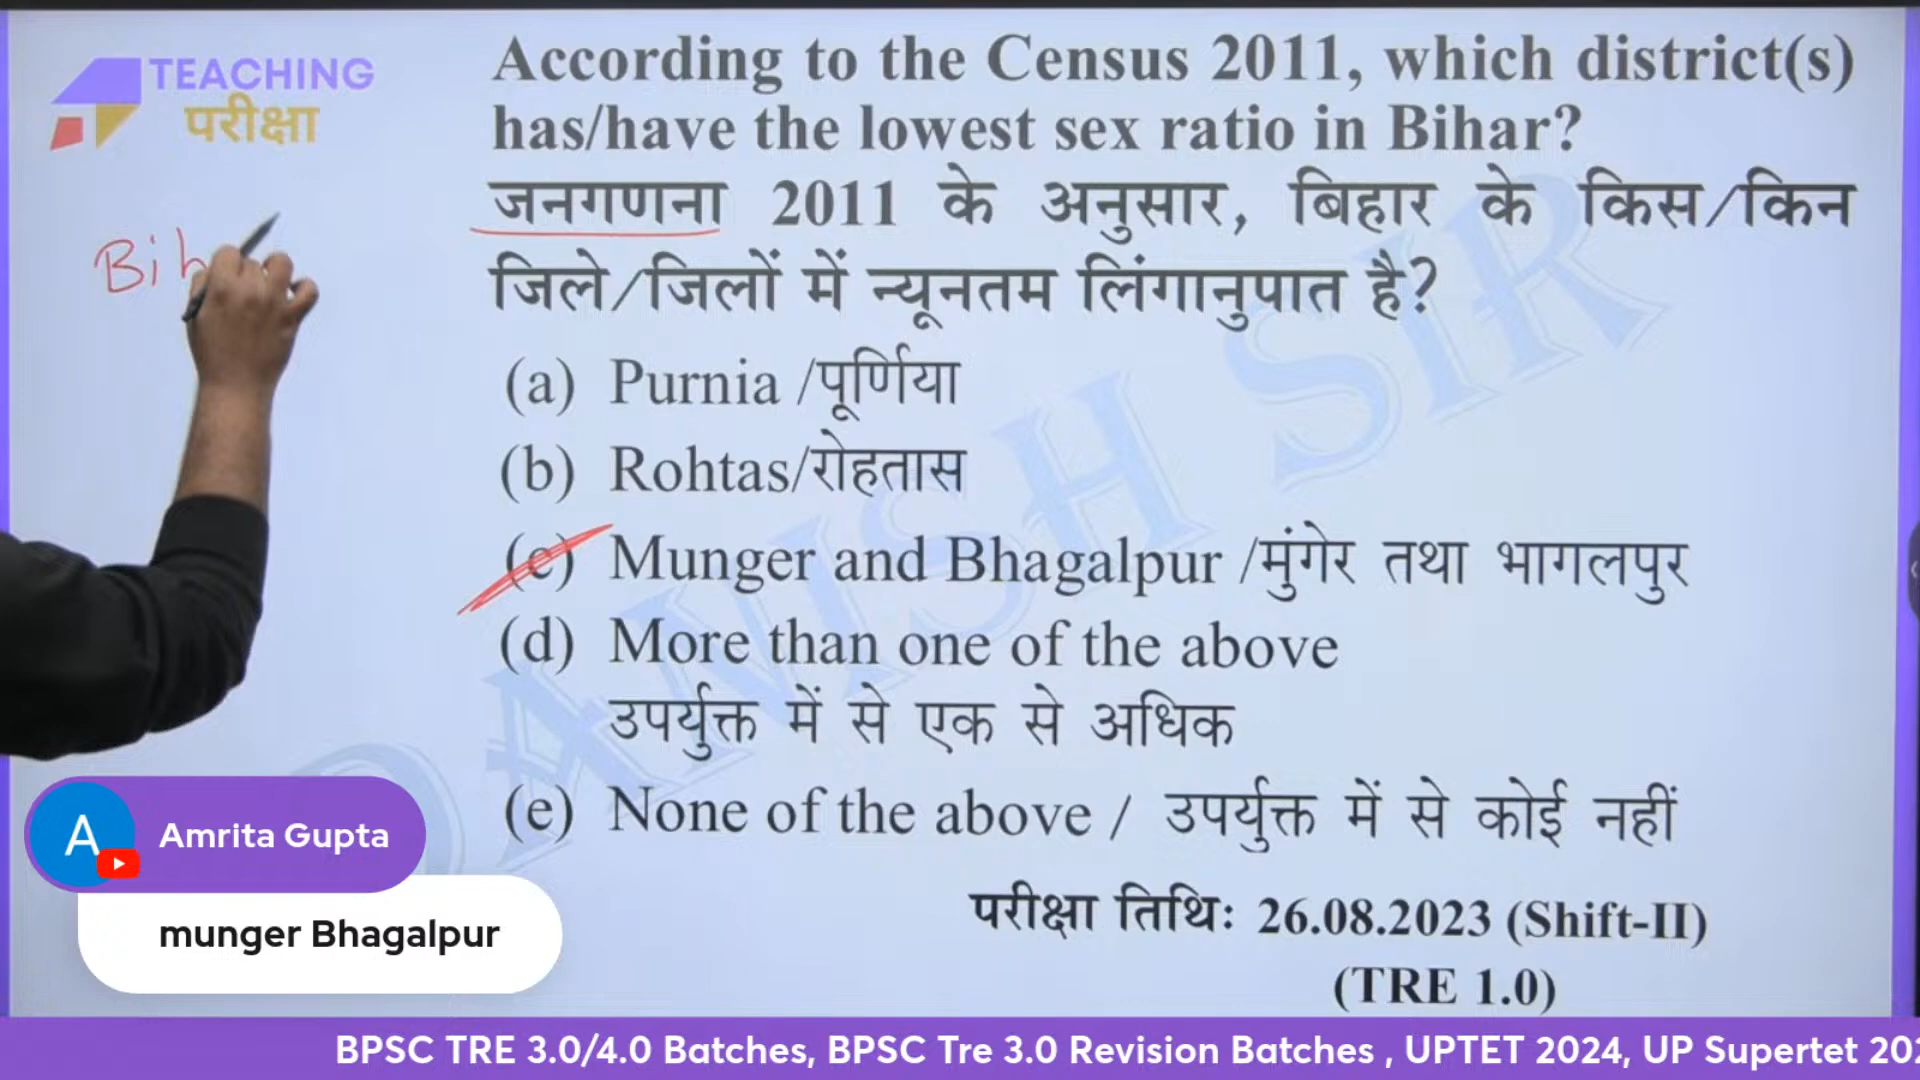 TEACHING
परीक्षा
According to the Census 2011, which district(s)
has/have the lowest sex ratio in Bihar?
जनगणना 2011 के अनुसार, बिहार के किस/किन
जिले/जिलों में न्यूनतम लिंगानुपात है?
Bih
(a) Purnia /पूर्णिया
(b) Rohtas/रोहतास
(c) Munger and Bhagalpur /मुंगेर तथा भागलपुर
(d) More than one of the above
उपर्युक्त में से एक से अधिक
(e) None of the above / उपर्युक्त में से कोई नहीं
परीक्षा तिथिः 26.08.2023 (Shift-II)
(TRE 1.0)
DANISH SIR
A
Amrita Gupta
munger Bhagalpur
BPSC TRE 3.0/4.0 Batches, BPSC Tre 3.0 Revision Batches , UPTET 2024, UP Supertet